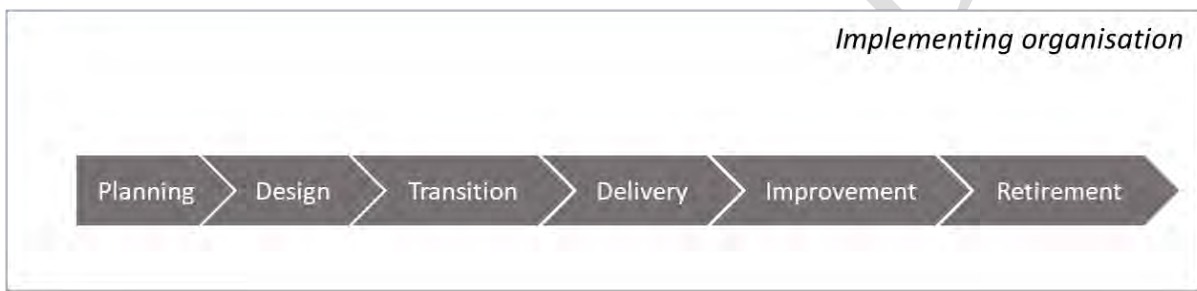 Implementing organisation
Planning Design Transition Delivery Improvement Retirement